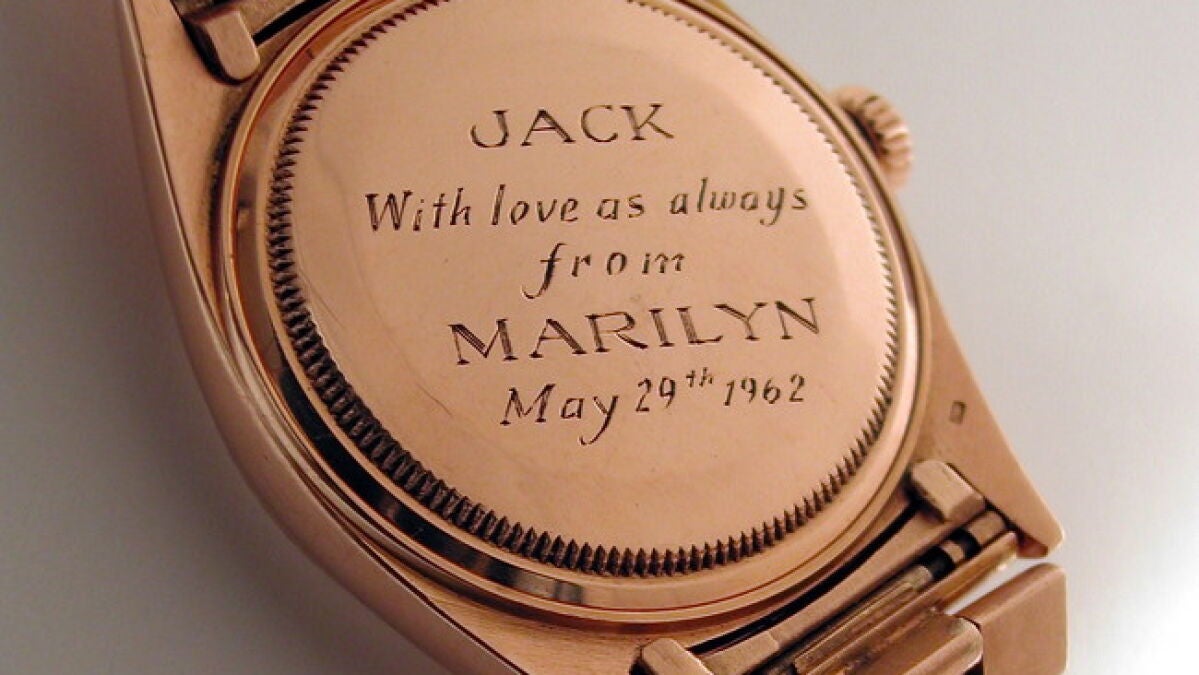 JACK
With love as always
from
MARILYN
May 29th 1962